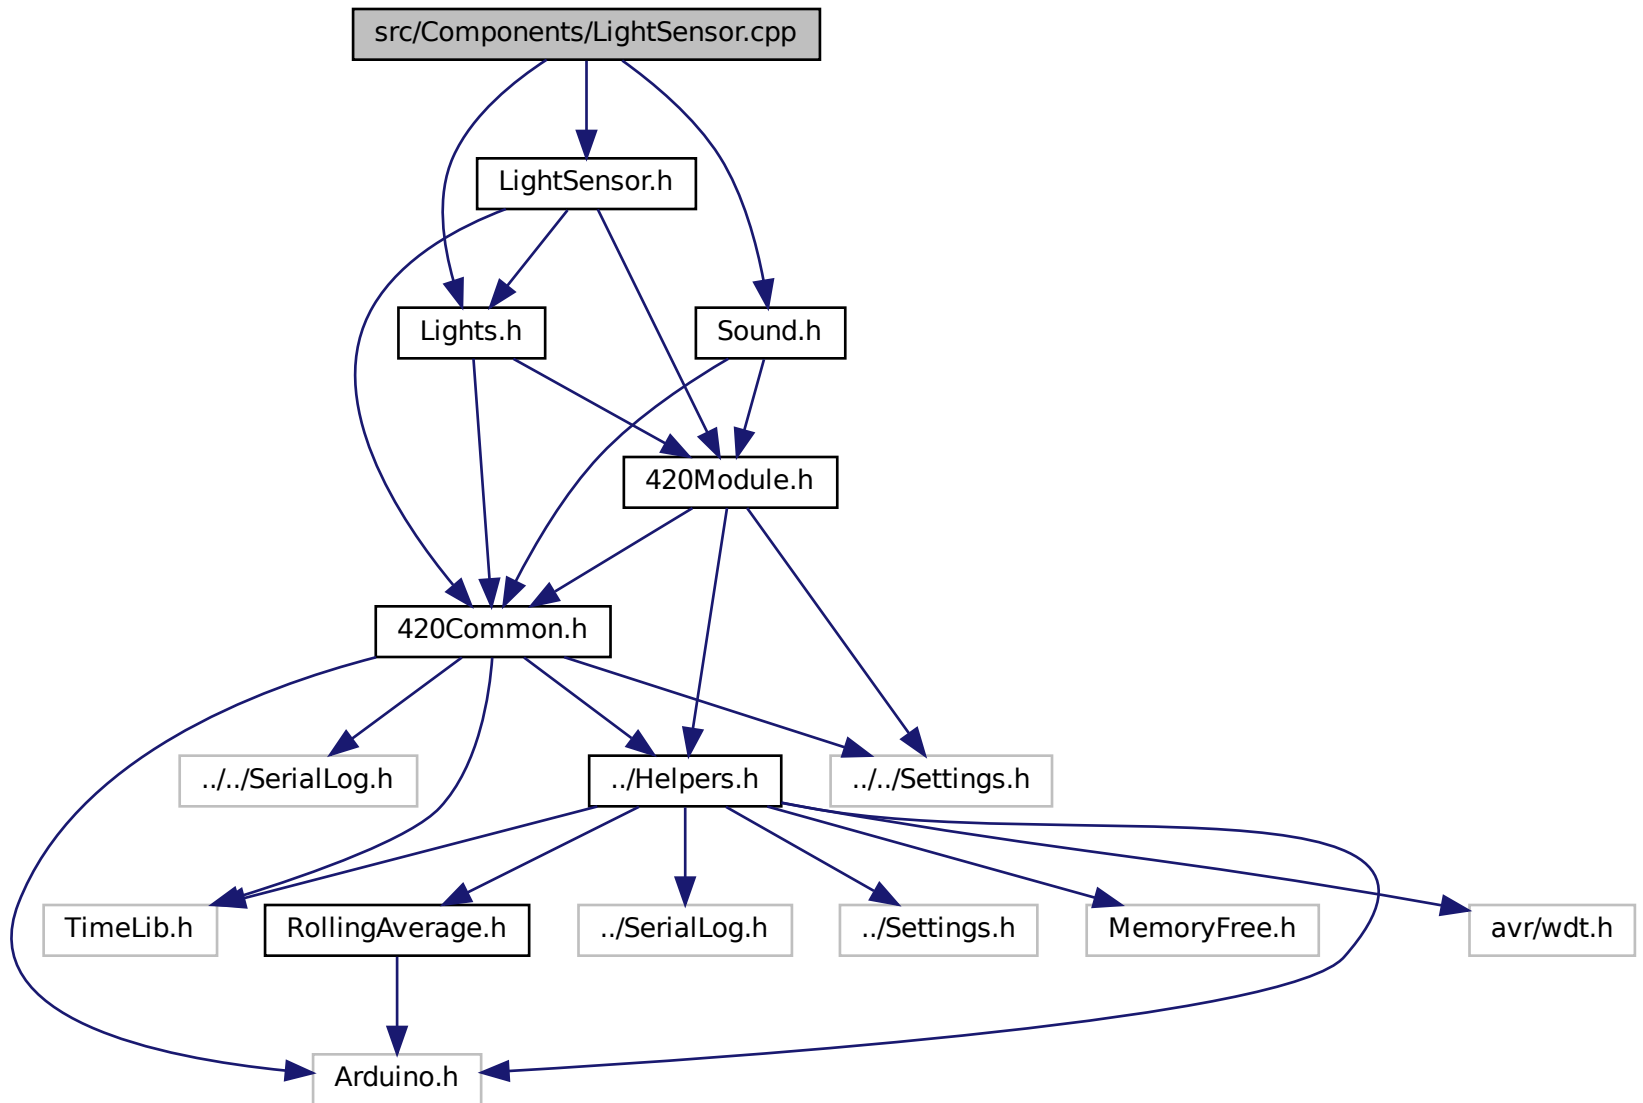 src/Components/LightSensor.cpp
LightSensor.h
Lights.h
Sound.h
420Module.h
420Common.h
../../SerialLog.h
../Helpers.h
../../Settings.h
TimeLib.h
RollingAverage.h
../SerialLog.h
../Settings.h
MemoryFree.h
avr/wdt.h
Arduino.h